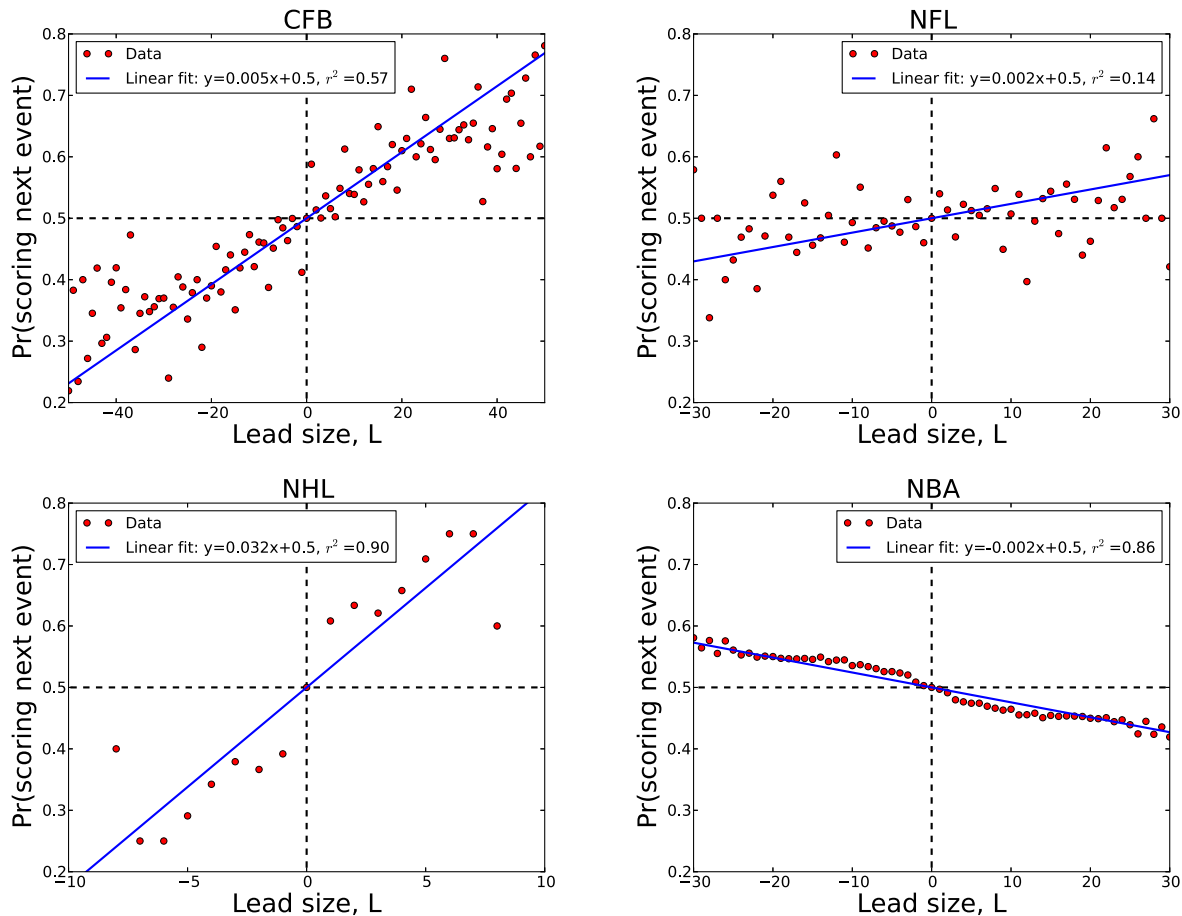 CFB
Data
Linear fit: y=0.005x+0.5, r² =0.57
Pr(scoring next event)
0.8
0.7
0.6
0.5
0.4
0.3
0.2
−40
−20
0
20
40
Lead size, L
NFL
Data
Linear fit: y=0.002x+0.5, r² =0.14
Pr(scoring next event)
0.8
0.7
0.6
0.5
0.4
0.3
0.2
−30
−20
−10
0
10
20
30
Lead size, L
NHL
Data
Linear fit: y=0.032x+0.5, r² =0.90
Pr(scoring next event)
0.8
0.7
0.6
0.5
0.4
0.3
0.2
−10
−5
0
5
10
Lead size, L
NBA
Data
Linear fit: y=-0.002x+0.5, r² =0.86
Pr(scoring next event)
0.8
0.7
0.6
0.5
0.4
0.3
0.2
−30
−20
−10
0
10
20
30
Lead size, L